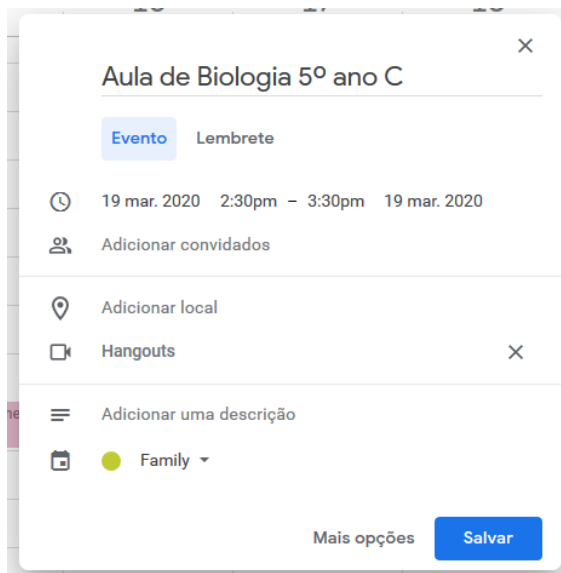 Aula de Biologia 5º ano C
Evento Lembrete
19 mar. 2020 2:30pm – 3:30pm 19 mar. 2020
Adicionar convidados
Adicionar local
Hangouts
Adicionar uma descrição
Family
Mais opções Salvar